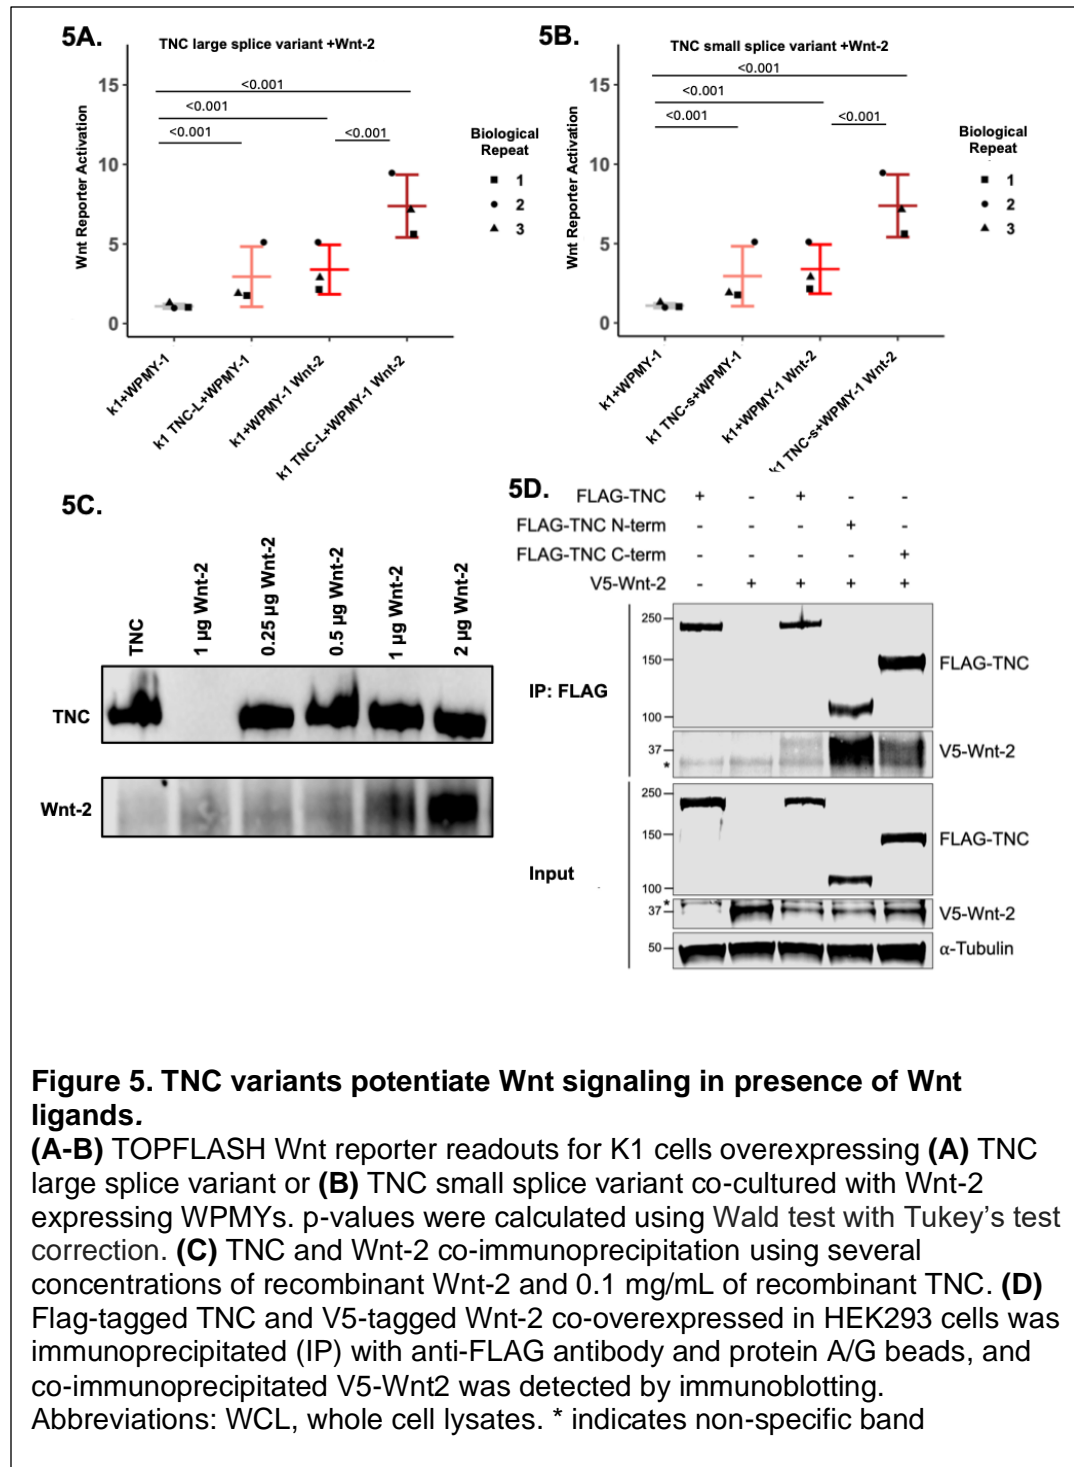 5A.
TNC large splice variant +Wnt-2
Wnt Reporter Activation
15
10
5
0
<0.001
<0.001
<0.001
<0.001
Biological
Repeat
1
2
3
k1+WPMY-1
k1 TNC-L+WPMY-1
k1+WPMY-1 Wnt-2
k1 TNC-L+WPMY-1 Wnt-2
5B.
TNC small splice variant +Wnt-2
Wnt Reporter Activation
15
10
5
0
<0.001
<0.001
<0.001
<0.001
Biological
Repeat
1
2
3
k1+WPMY-1
k1 TNC-s+WPMY-1
k1+WPMY-1 Wnt-2
k1 TNC-s+WPMY-1 Wnt-2
5C.
TNC
1 µg Wnt-2
0.25 µg Wnt-2
0.5 µg Wnt-2
1 µg Wnt-2
2 µg Wnt-2
TNC
Wnt-2
5D.
FLAG-TNC + - + - -
FLAG-TNC N-term - - - + -
FLAG-TNC C-term - - - - +
V5-Wnt-2 - + + + +
IP: FLAG
250
150
100
FLAG-TNC
37
*
V5-Wnt-2
Input
250
150
100
FLAG-TNC
*
37
V5-Wnt-2
50
α-Tubulin
Figure 5. TNC variants potentiate Wnt signaling in presence of Wnt
ligands.
(A-B) TOPFLASH Wnt reporter readouts for K1 cells overexpressing (A) TNC
large splice variant or (B) TNC small splice variant co-cultured with Wnt-2
expressing WPMYs. p-values were calculated using Wald test with Tukey's test
correction. (C) TNC and Wnt-2 co-immunoprecipitation using several
concentrations of recombinant Wnt-2 and 0.1 mg/mL of recombinant TNC. (D)
Flag-tagged TNC and V5-tagged Wnt-2 co-overexpressed in HEK293 cells was
immunoprecipitated (IP) with anti-FLAG antibody and protein A/G beads, and
co-immunoprecipitated V5-Wnt2 was detected by immunoblotting.
Abbreviations: WCL, whole cell lysates. * indicates non-specific band